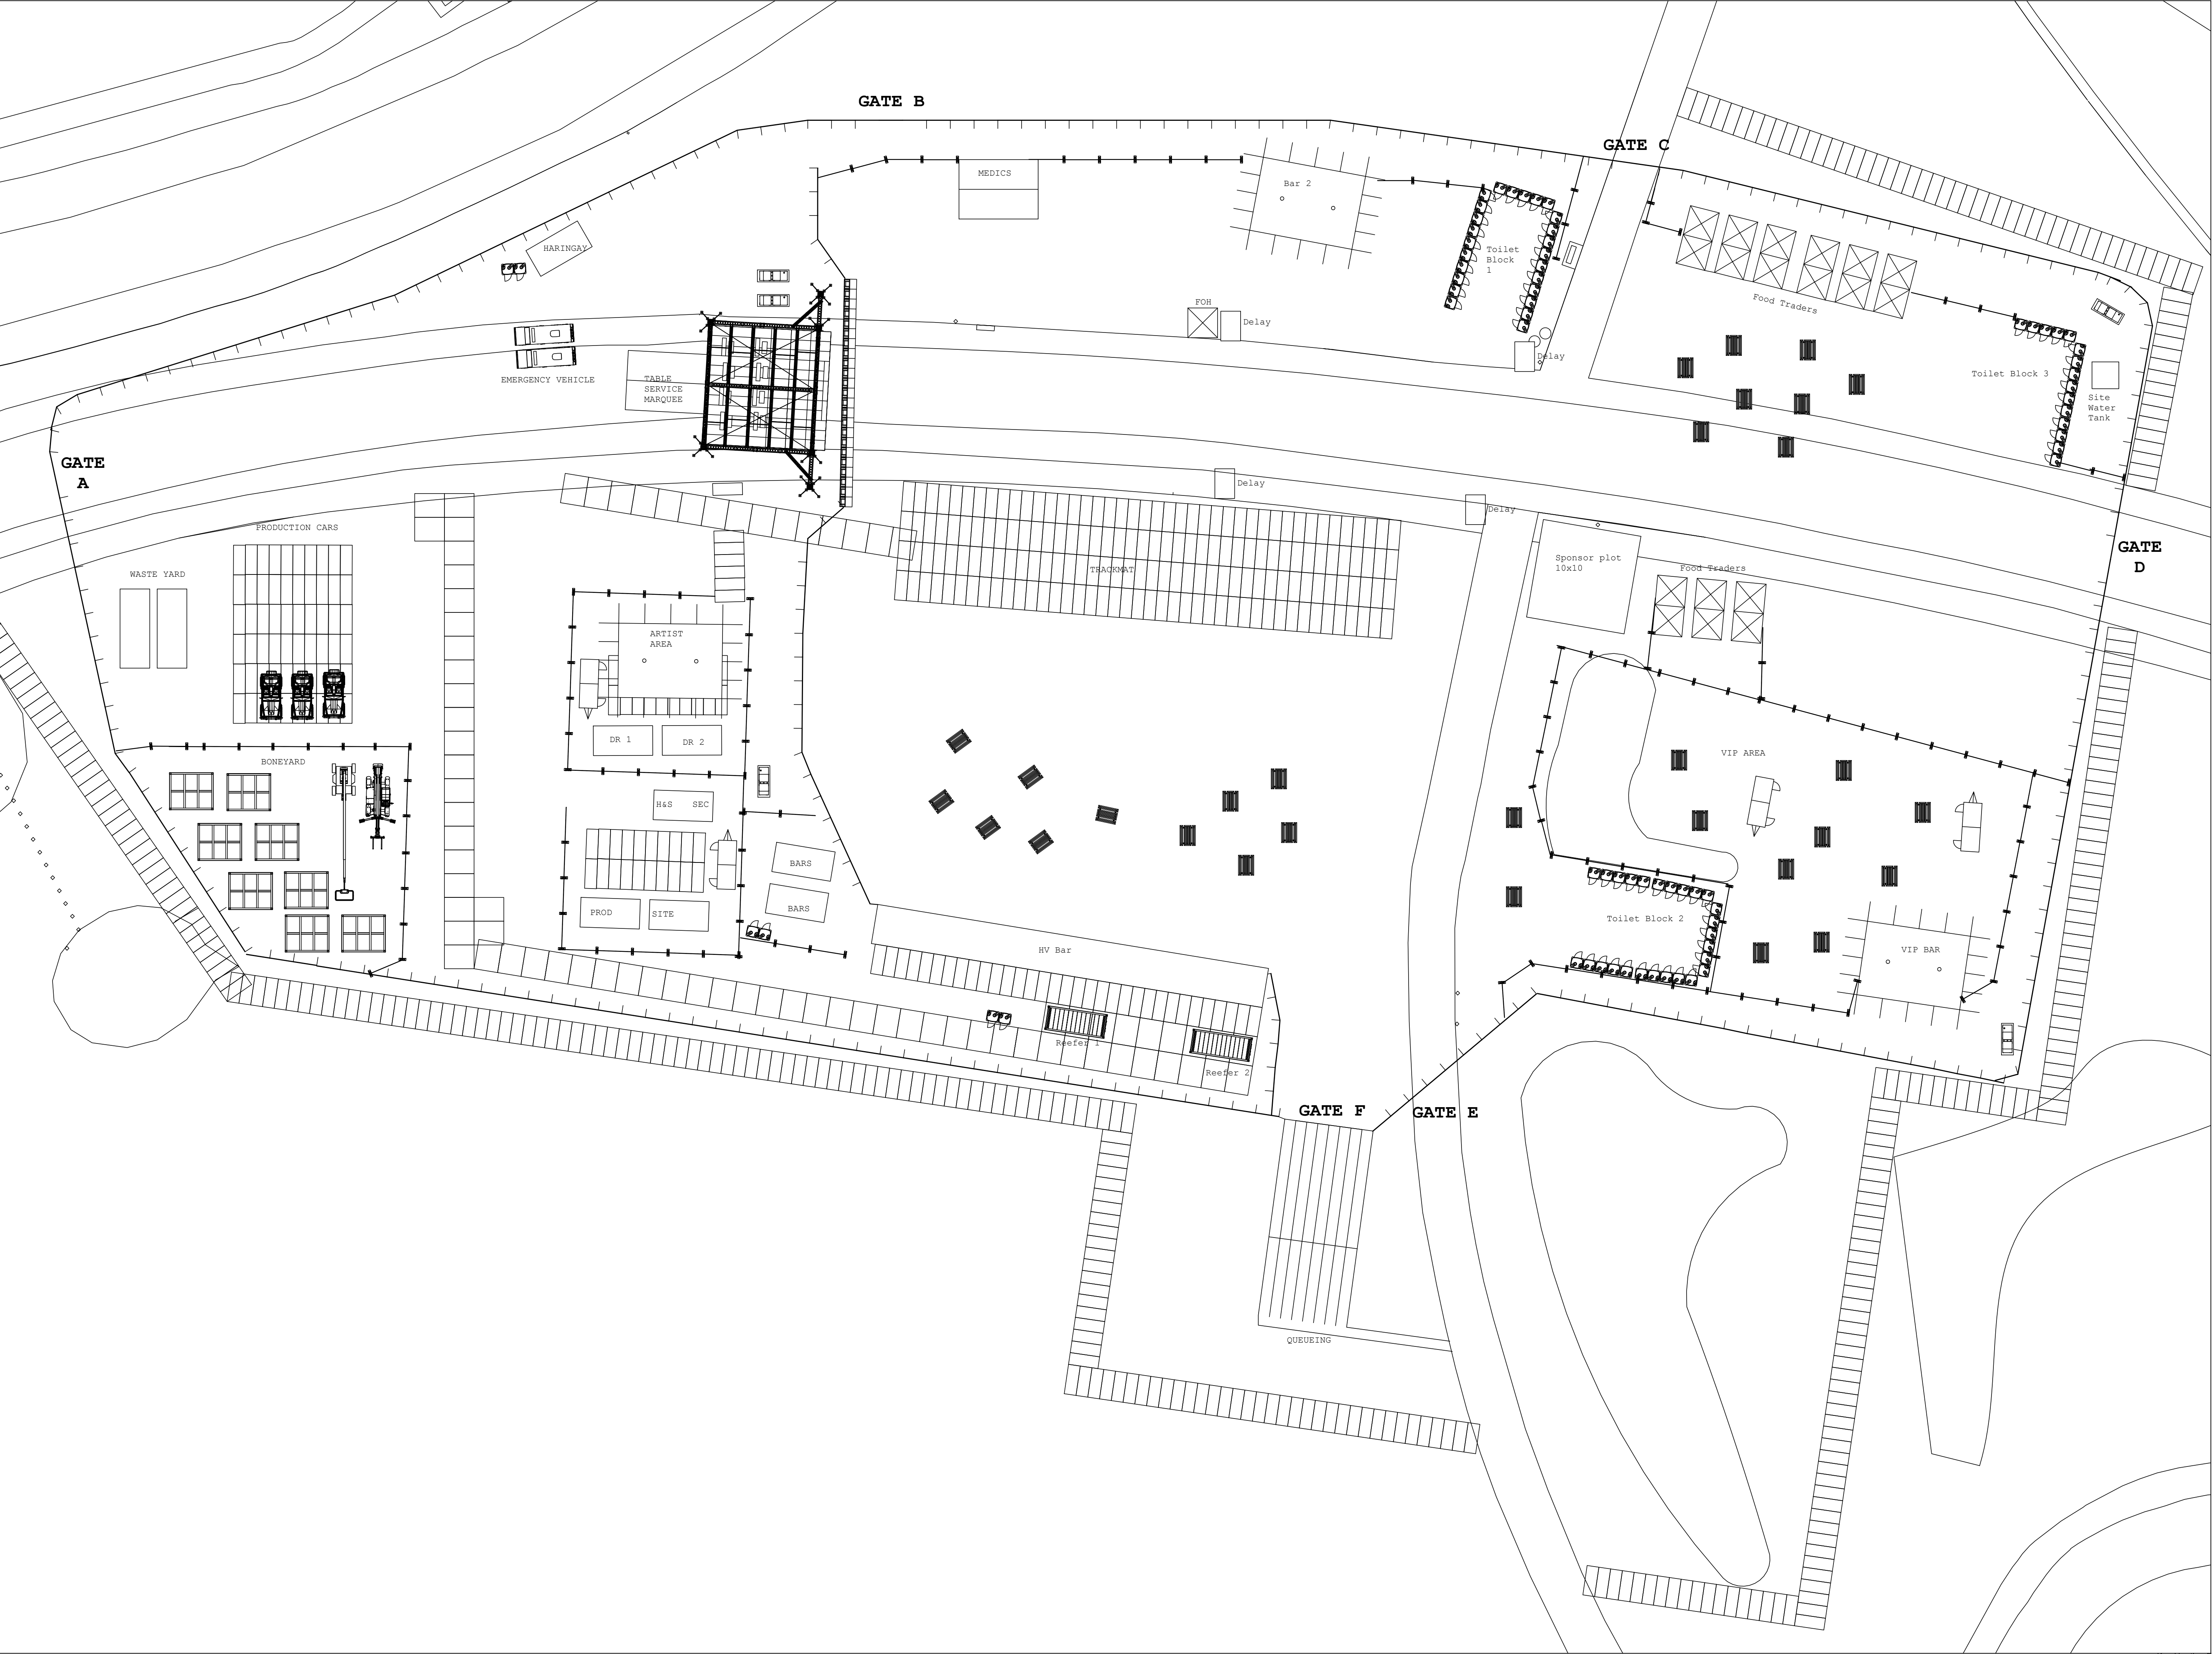 GATE B
GATE C
MEDICS
Bar 2
HARINGAY
Toilet
Block
1
Food Traders
FOH
Delay
EMERGENCY VEHICLE
TABLE
SERVICE
MARQUEE
Delay
Toilet Block 3
Site
Water
Tank
GATE
A
Delay
Delay
PRODUCTION CARS
GATE
D
WASTE YARD
TRACKMAT
Sponsor plot
10x10
Food Traders
ARTIST
AREA
DR 1
DR 2
BONEYARD
VIP AREA
H&S SEC
BARS
BARS
PROD
SITE
Toilet Block 2
HV Bar
VIP BAR
Reefer 1
Reefer 2
GATE F
GATE E
QUEUEING